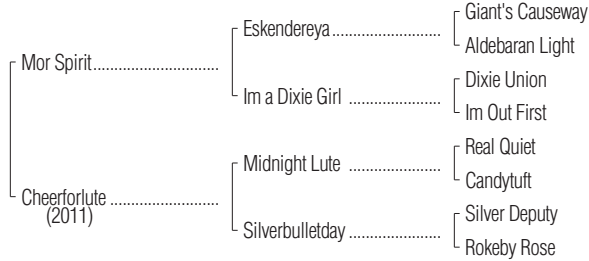 Giant's Causeway
Eskendereya
Aldebaran Light
Mor Spirit
Dixie Union
Im a Dixie Girl
Im Out First
Real Quiet
Midnight Lute
Candytuft
Cheerforlute
(2011)
Silver Deputy
Silverbulletday
Rokeby Rose